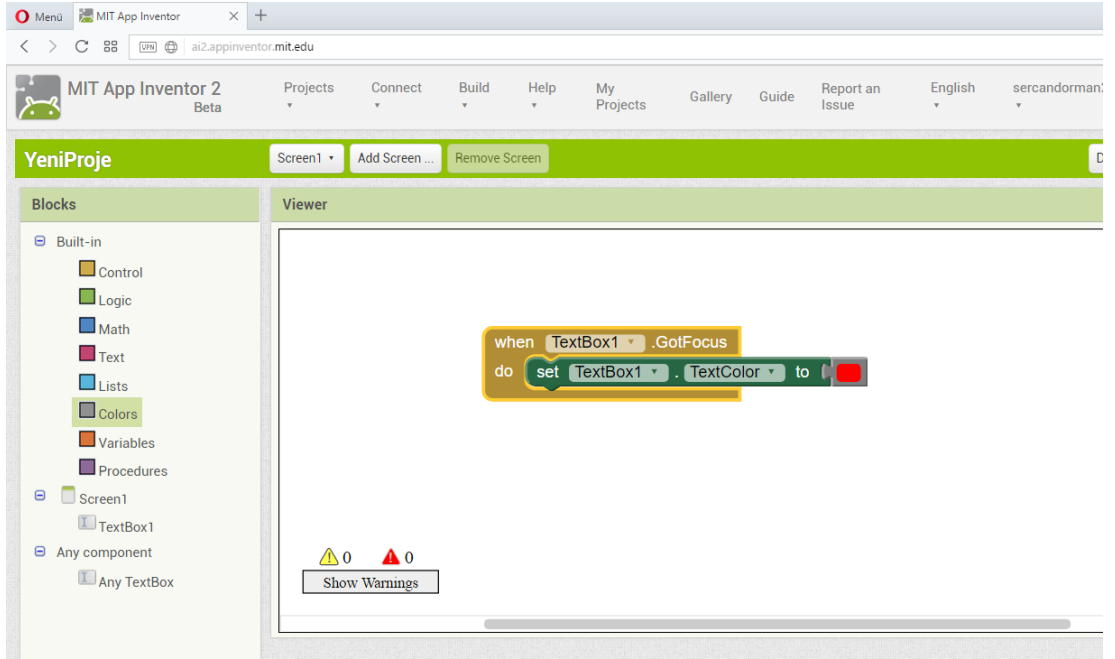 Menü
MIT App Inventor
VPN
ai2.appinventor.mit.edu
MIT App Inventor 2
Beta
Projects
Connect
Build
Help
My Projects
Gallery
Guide
Report an Issue
English
sercandorman
YeniProje
Screen1
Add Screen ...
Remove Screen
D
Blocks
Viewer
Built-in
Control
Logic
Math
Text
Lists
Colors
Variables
Procedures
Screen1
TextBox1
Any component
Any TextBox
when TextBox1 .GotFocus
do set TextBox1 . TextColor to
0 0
Show Warnings